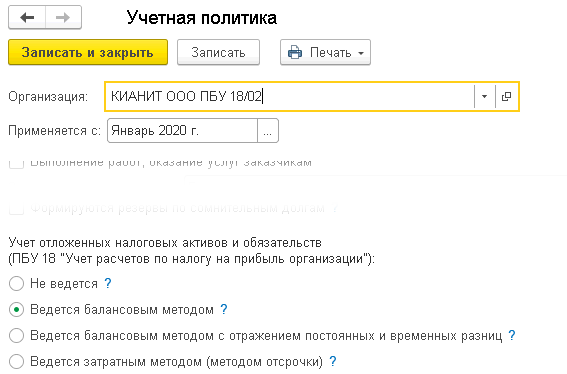 Учетная политика
Записать и закрыть Записать Печать
Организация: КИАНИТ ООО ПБУ 18/02
Применяется с: Январь 2020 г. ...
Выполнение работ, оказание услуг заказчикам
Формируются резервы по сомнительным долгам ?
Учет отложенных налоговых активов и обязательств
(ПБУ 18 "Учет расчетов по налогу на прибыль организации"):
Не ведется ?
Ведется балансовым методом ?
Ведется балансовым методом с отражением постоянных и временных разниц ?
Ведется затратным методом (методом отсрочки) ?